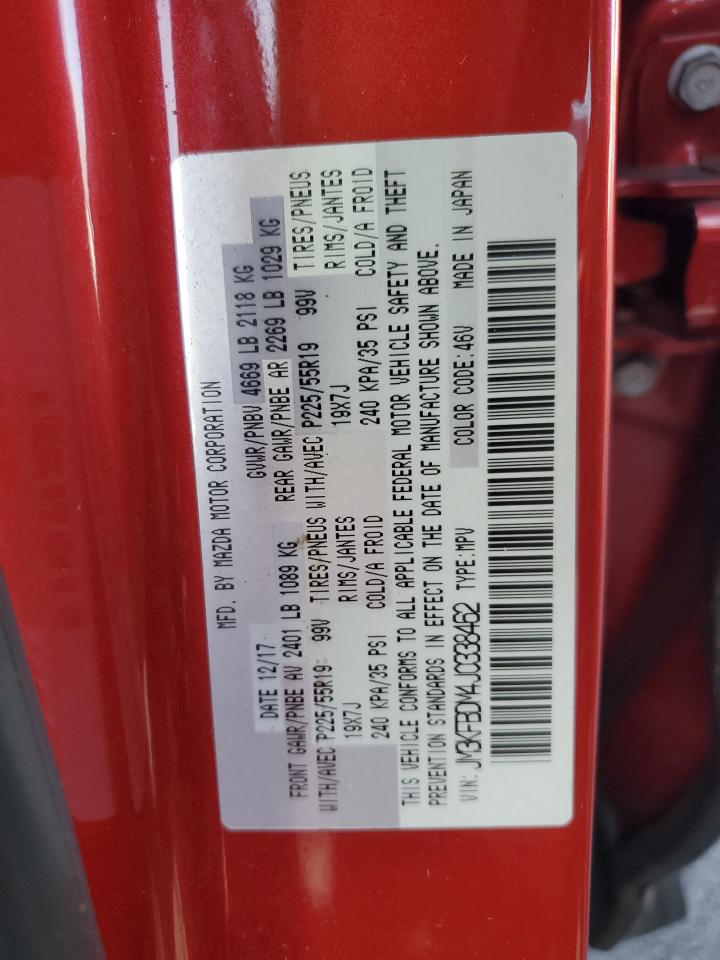 MFD. BY MAZDA MOTOR CORPORATION
DATE 12/17 GVWR/PNBV 4669 LB 2118 KG
FRONT GAWR/PNBE AV 2401 LB 1089 KG REAR GAWR/PNBE AR 2269 LB 1029 KG
WITH/AVEC P225/55R19 99V TIRES/PNEUS WITH/AVEC P225/55R19 99V TIRES/PNEUS
19X7J RIMS/JANTES 19X7J RIMS/JANTES
240 KPA/35 PSI COLD/A FROID 240 KPA/35 PSI COLD/A FROID
THIS VEHICLE CONFORMS TO ALL APPLICABLE FEDERAL MOTOR VEHICLE SAFETY AND THEFT
PREVENTION STANDARDS IN EFFECT ON THE DATE OF MANUFACTURE SHOWN ABOVE.
VIN: JM3KFBDM4J0338462 TYPE:MPV COLOR CODE:46V MADE IN JAPAN